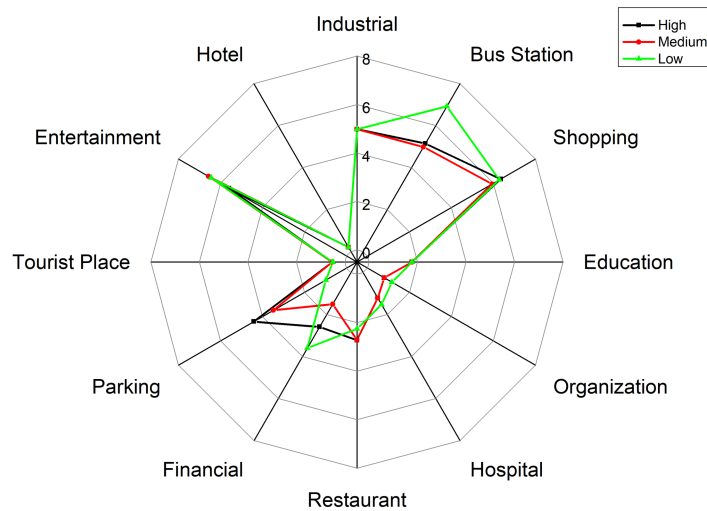 Industrial
High
Medium
Low
Hotel
Bus Station
8
6
Entertainment
Shopping
4
2
0
Tourist Place
Education
Parking
Organization
Financial
Hospital
Restaurant